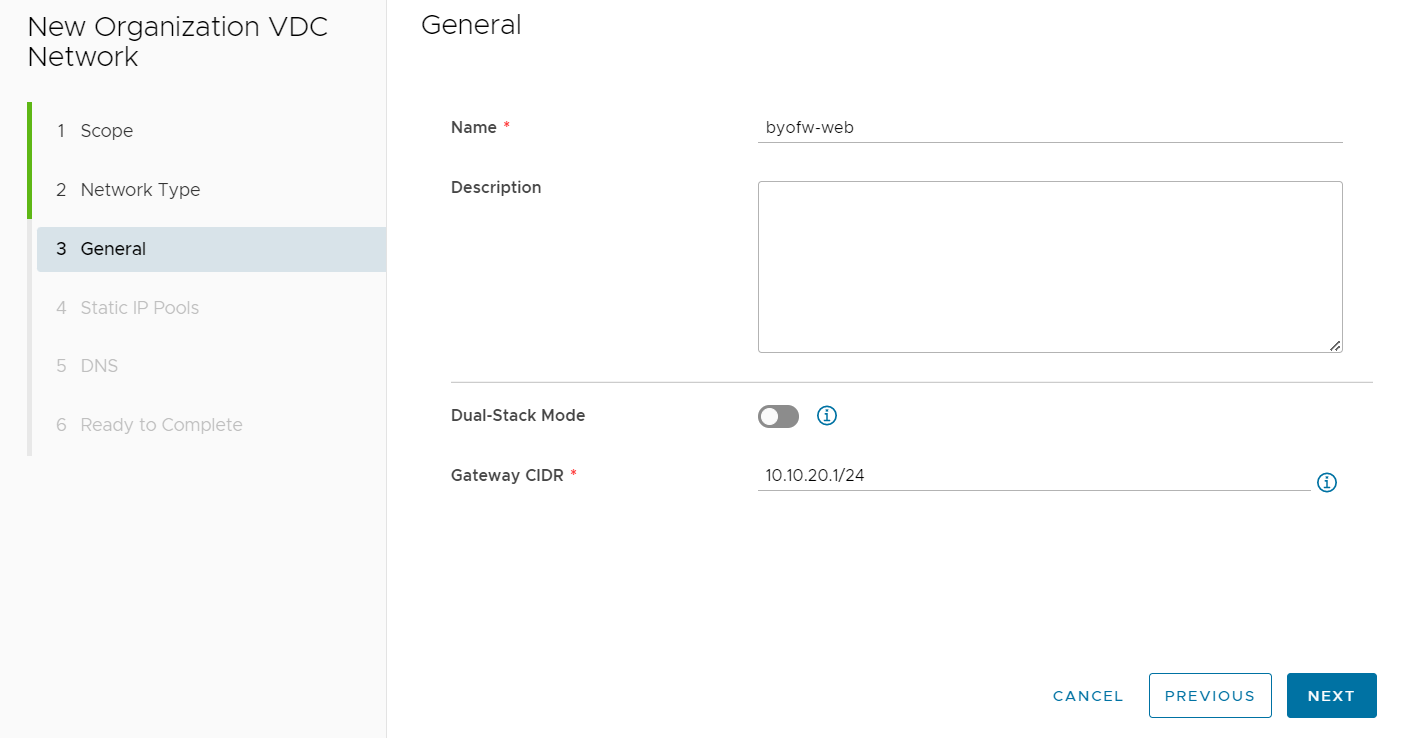 New Organization VDC
Network
1 Scope
2 Network Type
3 General
4 Static IP Pools
5 DNS
6 Ready to Complete
General
Name *
byofw-web
Description
Dual-Stack Mode
Gateway CIDR *
10.10.20.1/24
CANCEL
PREVIOUS
NEXT